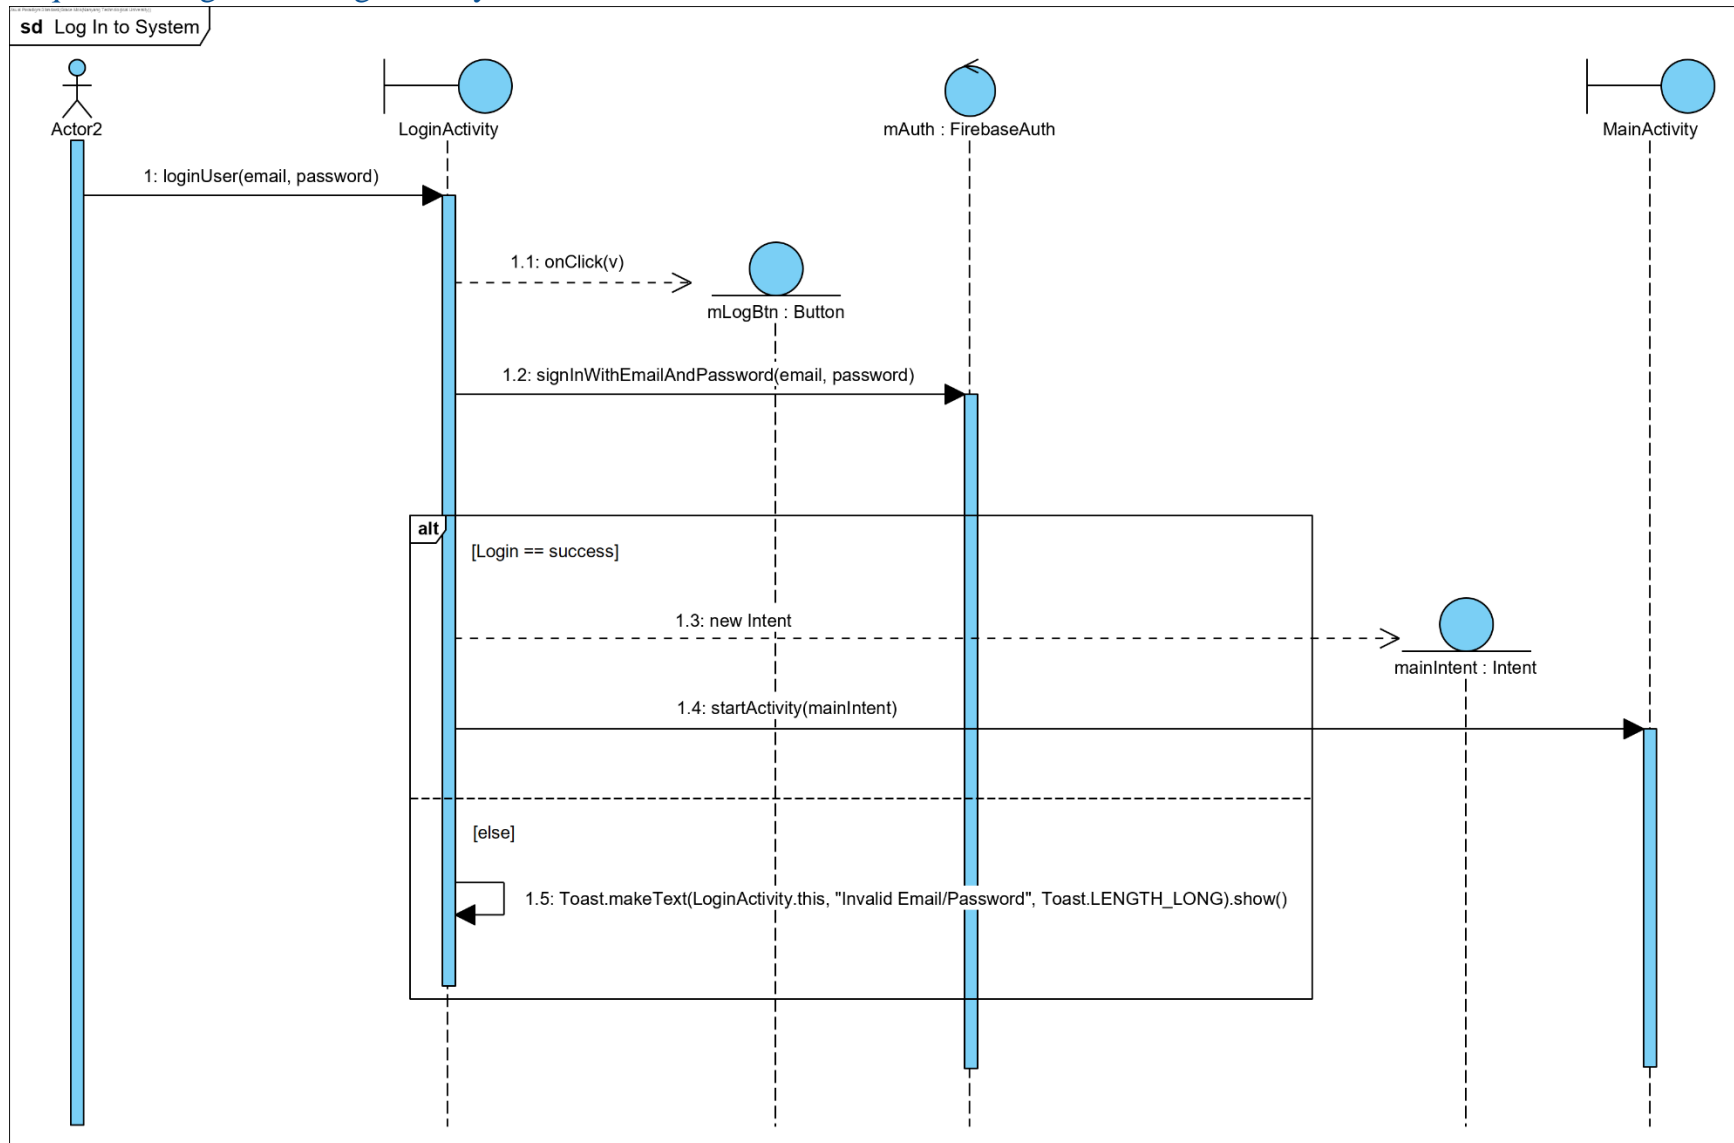 sd Log In to System
Actor2
LoginActivity
mAuth : FirebaseAuth
MainActivity
1: loginUser(email, password)
1.1: onClick(v)
mLogBtn : Button
1.2: signInWithEmailAndPassword(email, password)
alt
[Login == success]
1.3: new Intent
mainIntent : Intent
1.4: startActivity(mainIntent)
[else]
1.5: Toast.makeText(LoginActivity.this, "Invalid Email/Password", Toast.LENGTH_LONG).show()